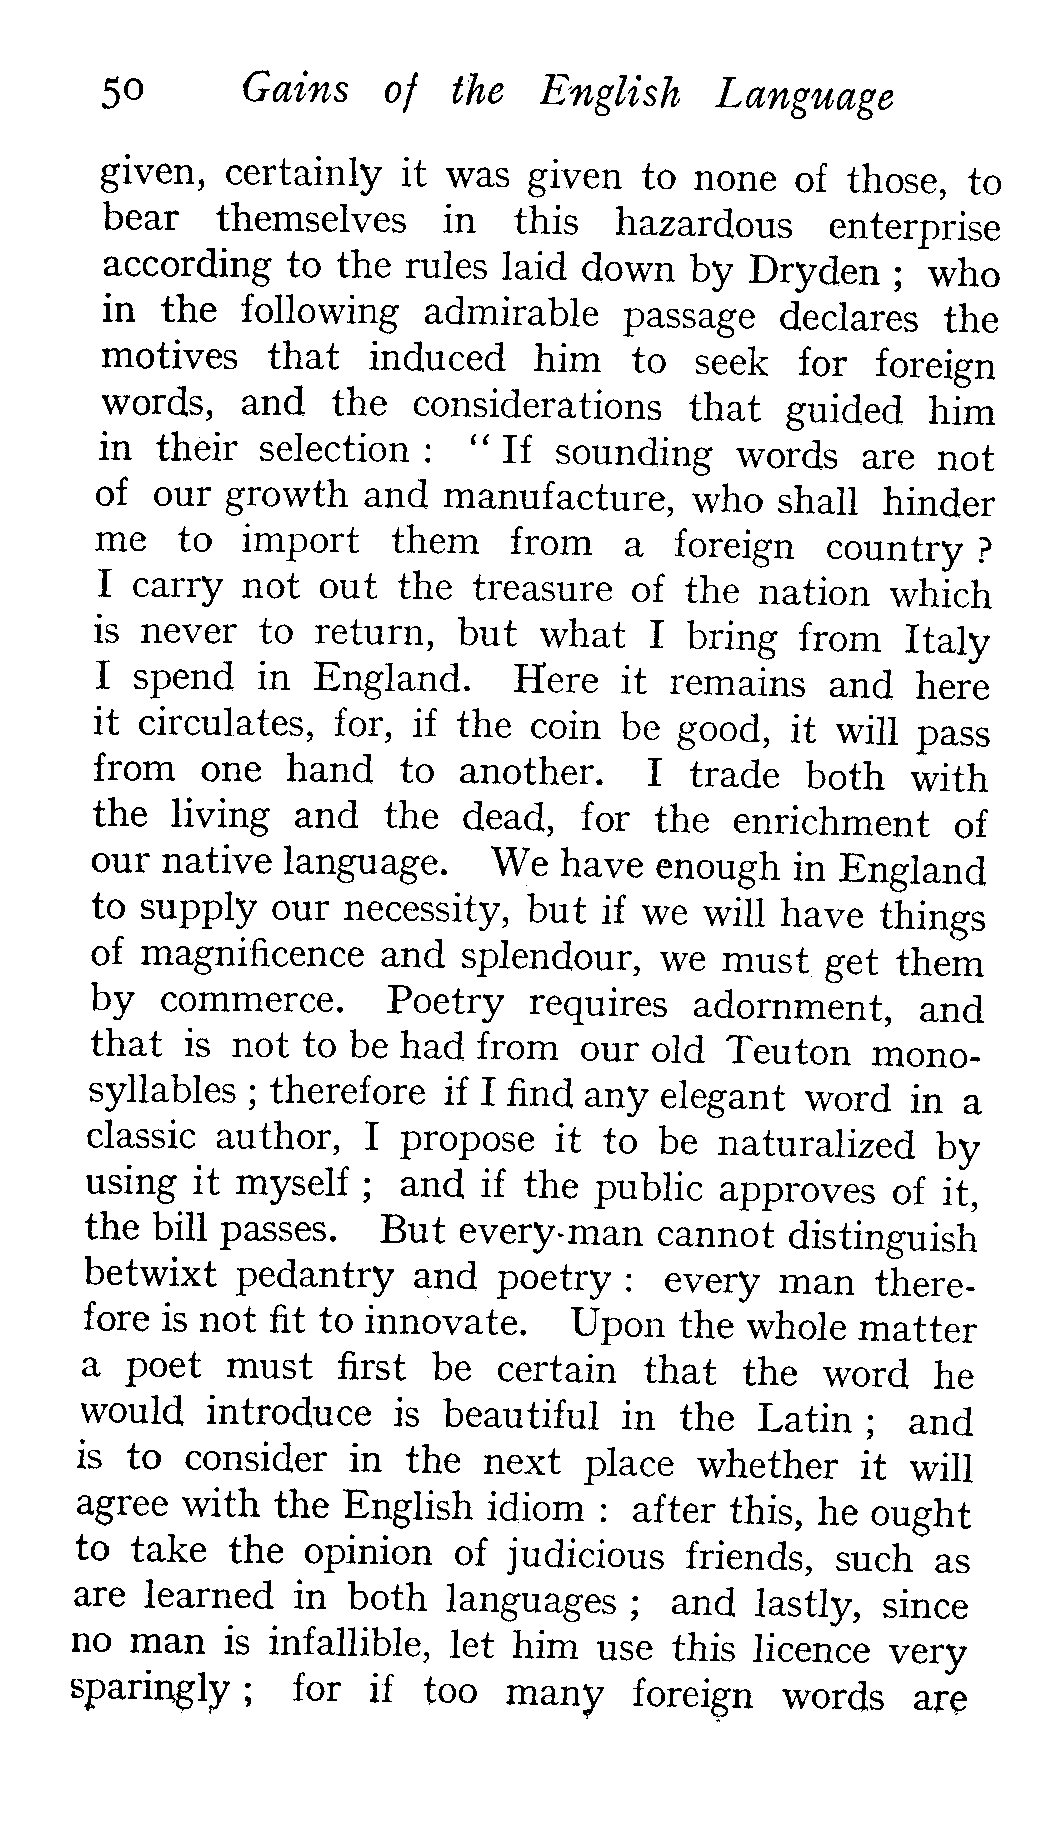 50 Gains of the English Language
given, certainly it was given to none of those, to
bear themselves in this hazardous enterprise
according to the rules laid down by Dryden ; who
in the following admirable passage declares the
motives that induced him to seek for foreign
words, and the considerations that guided him
in their selection : “ If sounding words are not
of our growth and manufacture, who shall hinder
me to import them from a foreign country ?
I carry not out the treasure of the nation which
is never to return, but what I bring from Italy
I spend in England. Here it remains and here
it circulates, for, if the coin be good, it will pass
from one hand to another. I trade both with
the living and the dead, for the enrichment of
our native language. We have enough in England
to supply our necessity, but if we will have things
of magnificence and splendour, we must get them
by commerce. Poetry requires adornment, and
that is not to be had from our old Teuton mono-
syllables ; therefore if I find any elegant word in a
classic author, I propose it to be naturalized by
using it myself ; and if the public approves of it,
the bill passes. But every-man cannot distinguish
betwixt pedantry and poetry : every man there-
fore is not fit to innovate. Upon the whole matter
a poet must first be certain that the word he
would introduce is beautiful in the Latin ; and
is to consider in the next place whether it will
agree with the English idiom : after this, he ought
to take the opinion of judicious friends, such as
are learned in both languages ; and lastly, since
no man is infallible, let him use this licence very
sparingly ; for if too many foreign words are